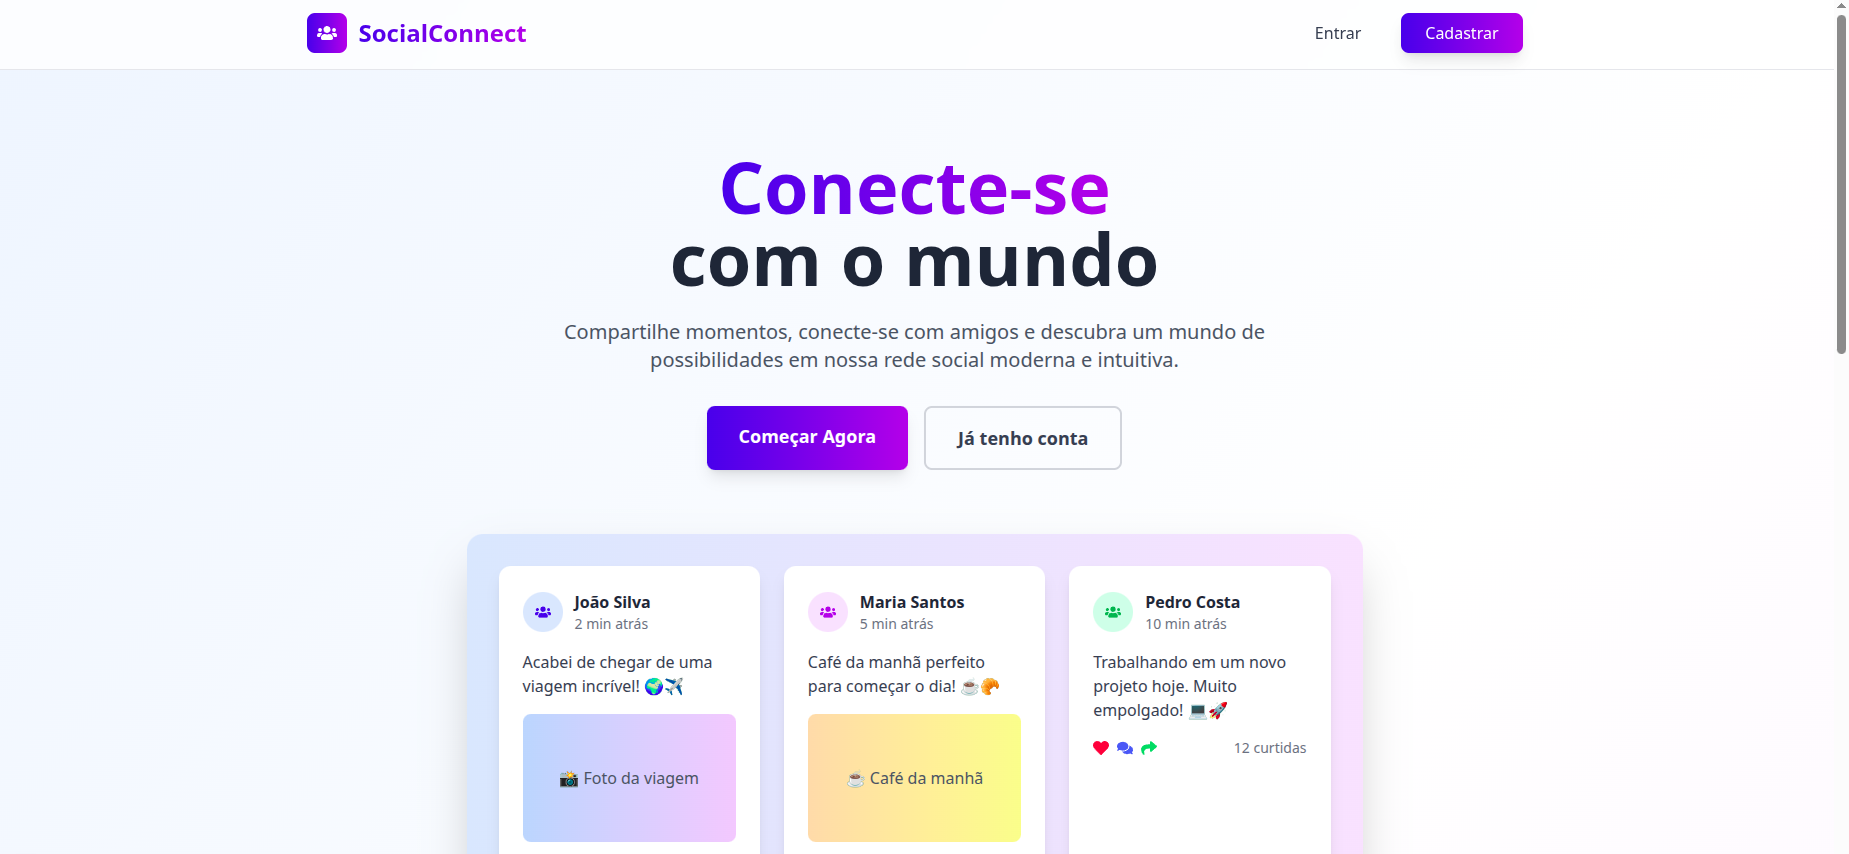 SocialConnect
Entrar
Cadastrar
Conecte-se
com o mundo
Compartilhe momentos, conecte-se com amigos e descubra um mundo de
possibilidades em nossa rede social moderna e intuitiva.
Começar Agora
Já tenho conta
João Silva
2 min atrás
Acabei de chegar de uma
viagem incrível! 🌍✈️
📸 Foto da viagem
Maria Santos
5 min atrás
Café da manhã perfeito
para começar o dia! ☕🥐
☕ Café da manhã
Pedro Costa
10 min atrás
Trabalhando em um novo
projeto hoje. Muito
empolgado! 💻🚀
12 curtidas